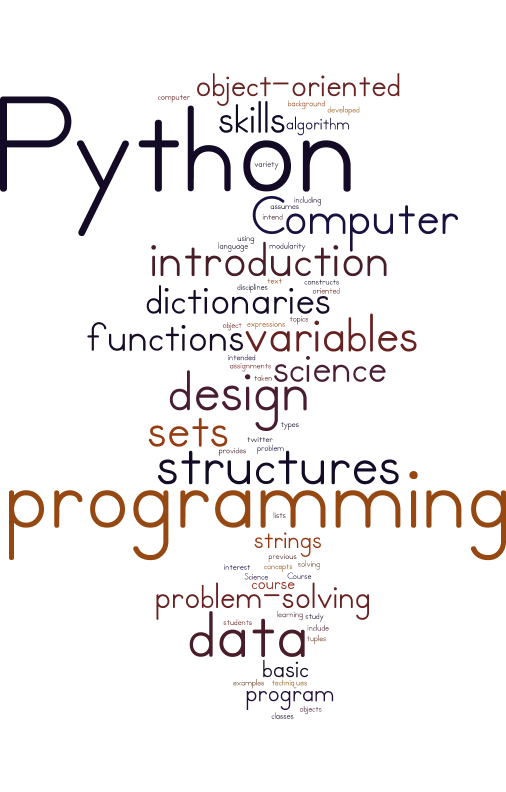 object-oriented
computer
background
developed
skills
algorithm
Python
variety
including
assumes
intend
Computer
using
language
modularity
introduction
text
constructs
disciplines
oriented
dictionaries
topics
object
expressions
functions
variables
intended
assignments
science
taken
design
types
sets
twitter
problem
provides
structures
programming
lists
strings
previous
solving
interest
concepts
Science
Course
course
problem-solving
learning
study
students
include
data
tuples
basic
examples
techniques
program
objects
classes